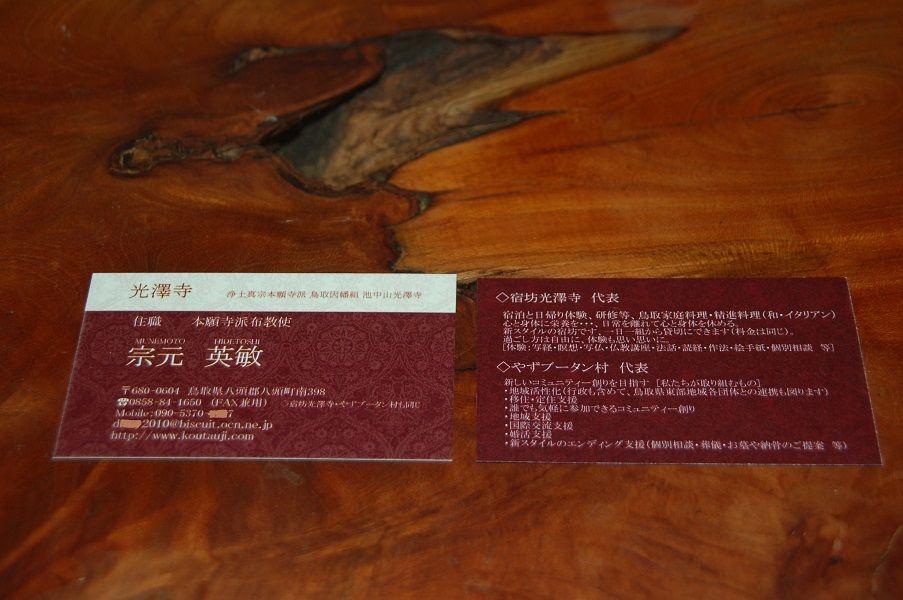 光澤寺
浄土真宗本願寺派 鳥取因幡組 池中山光澤寺
住職 本願寺派布教使
MUNEMOTO HIDETOSHI
宗元 英敏
〒680-0604 鳥取県八頭郡八頭町南398
☎0858-84-1650 (FAX兼用) ◇宿坊光澤寺・やずブータン村も同じ
Mobile:090-5370- 7
d 2010@biscuit.ocn.ne.jp
http://www.koutauji.com/
◇宿坊光澤寺 代表
宿泊と日帰り体験、研修等、鳥取家庭料理・精進料理(和・イタリアン)
心と身体に栄養を・・・、日常を離れて心と身体を休める。
新スタイルの宿坊です、一日一組から貸切にできます(料金は同じ)。
過ごし方は自由に、体験も思い思いに。
[体験:写経・瞑想・写仏・仏教講座・法話・読経・作法・絵手紙・個別相談 等]
◇やずブータン村 代表
新しいコミュニティー創りを目指す [私たちが取り組むもの]
・地域活性化(行政も含めて、鳥取県東部地域各団体との連携も図ります)
・移住・定住支援
・誰でも気軽に参加できるコミュニティー創り
・地域支援
・国際交流支援
・婚活支援
・新スタイルのエンディング支援(個別相談・葬儀・お墓や納骨のご提案 等)